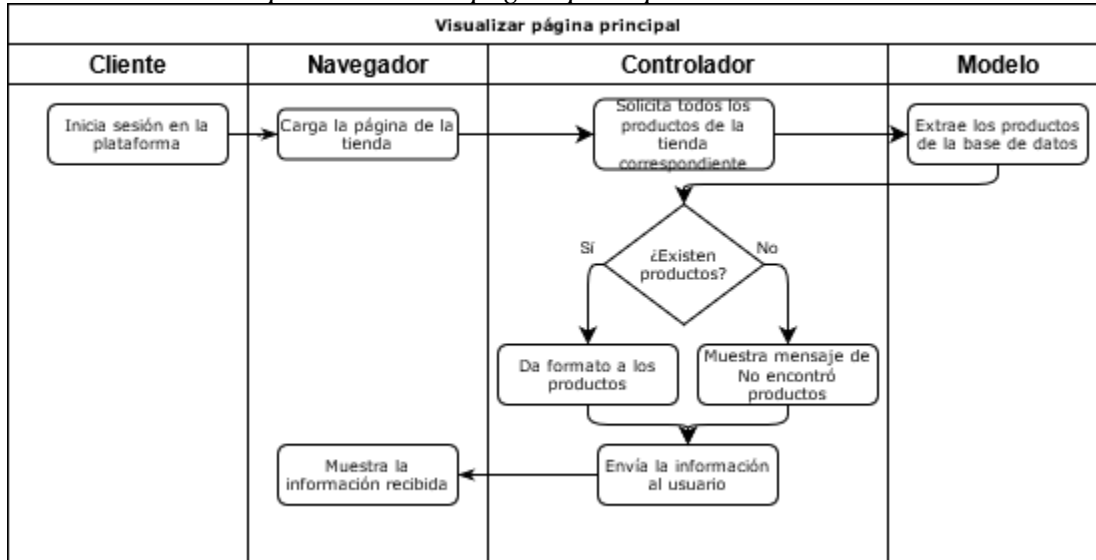 Visualizar página principal
Cliente
Navegador
Controlador
Modelo
Inicia sesión en la
plataforma
Carga la página de la
tienda
Solicita todos los
productos de la
tienda
correspondiente
Extrae los productos
de la base de datos
Sí
¿Existen
productos?
No
Da formato a los
productos
Muestra mensaje de
No encontró
productos
Muestra la
información recibida
Envía la información
al usuario